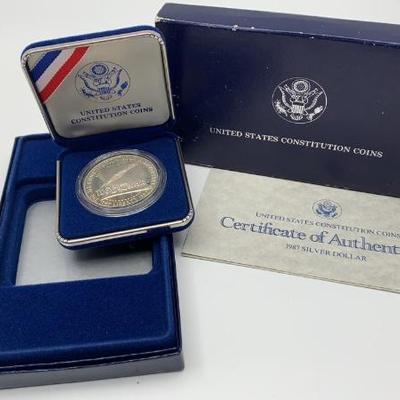 UNITED STATES
CONSTITUTION COINS
UNITED STATES CONSTITUTION COINS
UNITED STATES CONSTITUTION COINS
Certificate of Authent
1987 SILVER DOLLAR